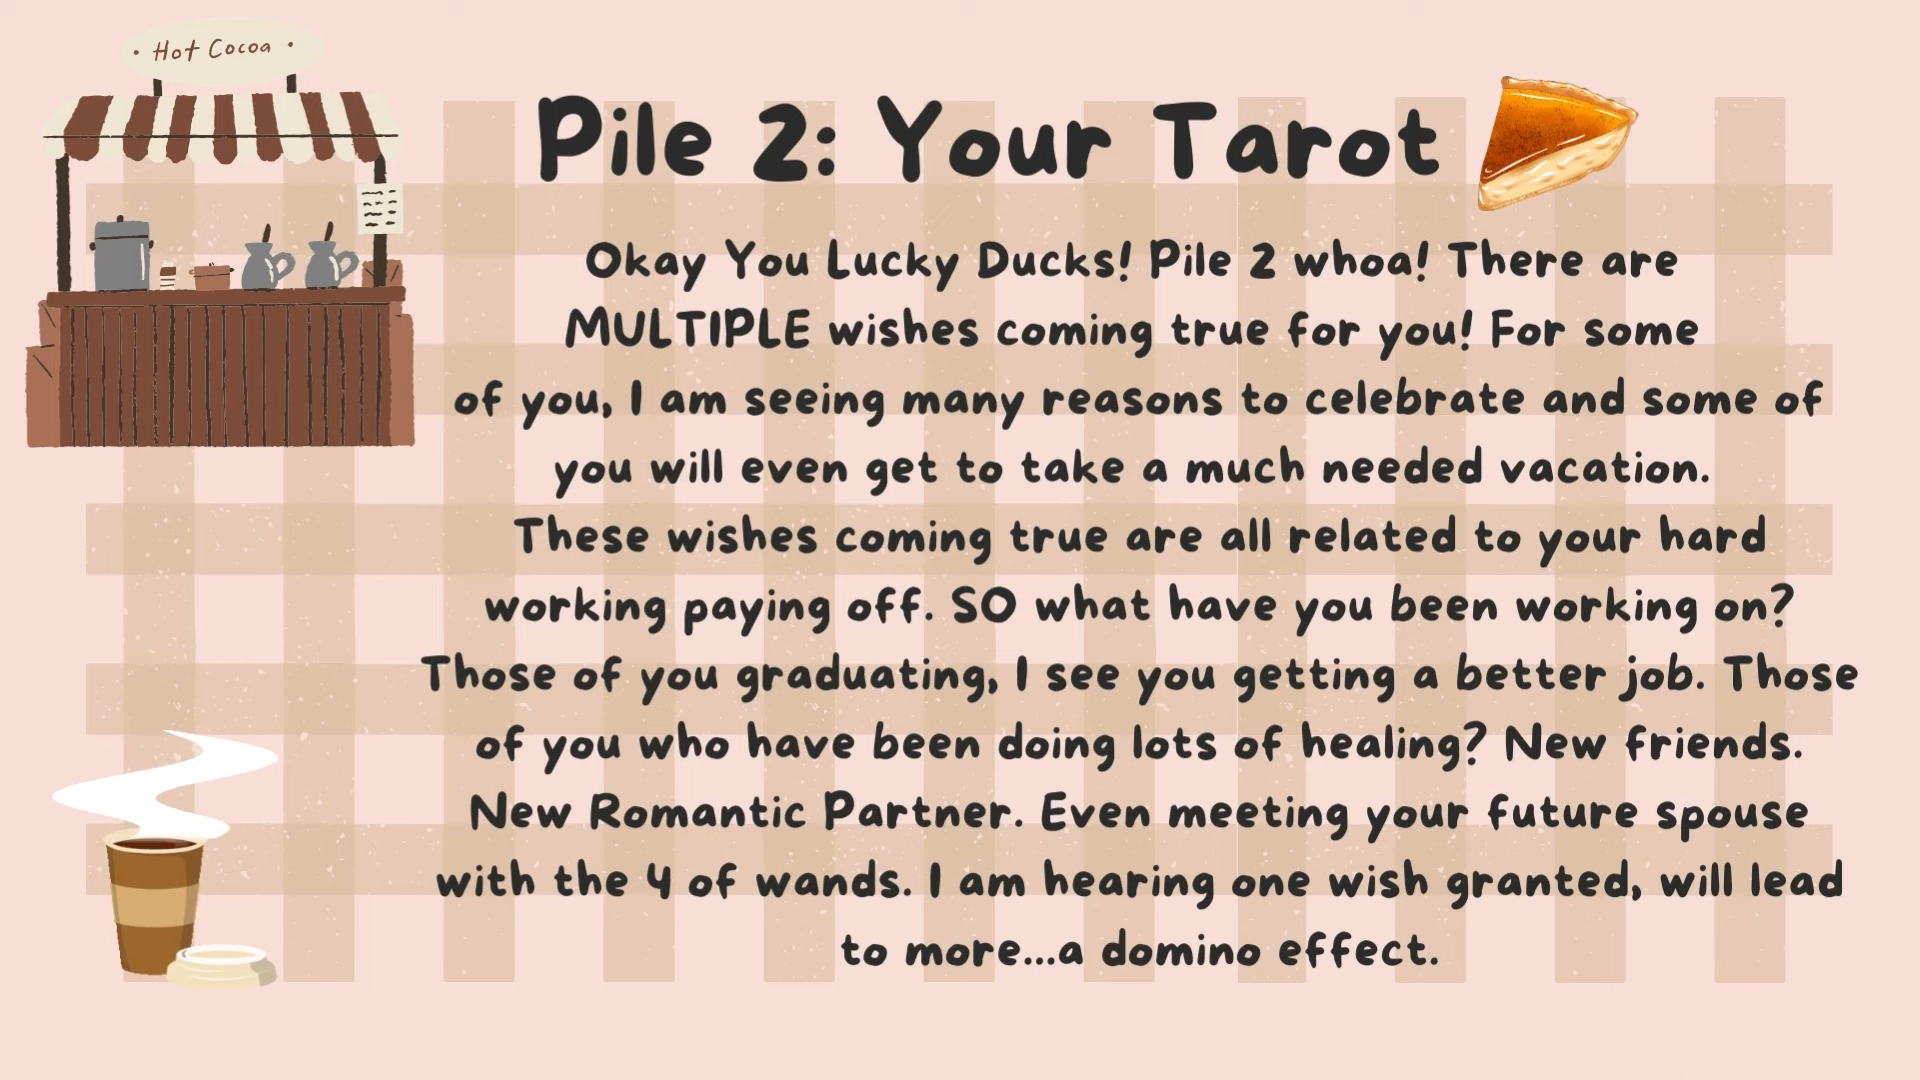 • Hot Cocoa •
Pile 2: Your Tarot
Okay You Lucky Ducks! Pile 2 whoa! There are
MULTIPLE wishes coming true for you! For some
of you, I am seeing many reasons to celebrate and some of
you will even get to take a much needed vacation.
These wishes coming true are all related to your hard
working paying off. SO what have you been working on?
Those of you graduating, I see you getting a better job. Those
of you who have been doing lots of healing? New friends.
New Romantic Partner. Even meeting your future spouse
with the 4 of wands. I am hearing one wish granted, will lead
to more...a domino effect.